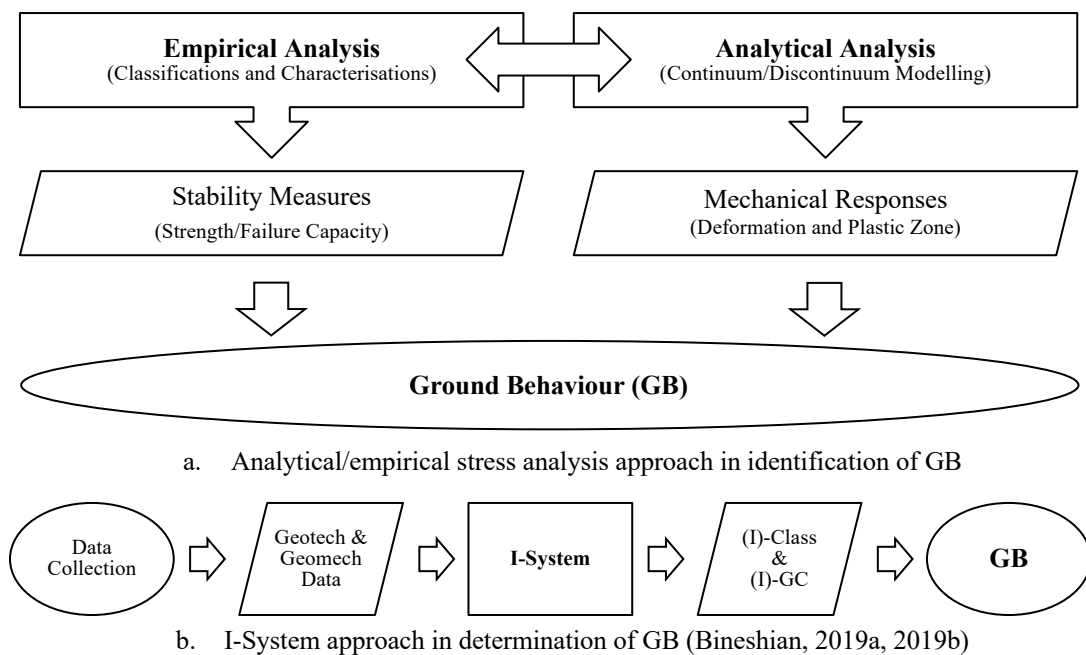 Empirical Analysis
(Classifications and Characterisations)
Analytical Analysis
(Continuum/Discontinuum Modelling)
Stability Measures
(Strength/Failure Capacity)
Mechanical Responses
(Deformation and Plastic Zone)
Ground Behaviour (GB)
a. Analytical/empirical stress analysis approach in identification of GB
Data
Collection
Geotech &
Geomech
Data
I-System
(I)-Class
&
(I)-GC
GB
b. I-System approach in determination of GB (Bineshian, 2019a, 2019b)